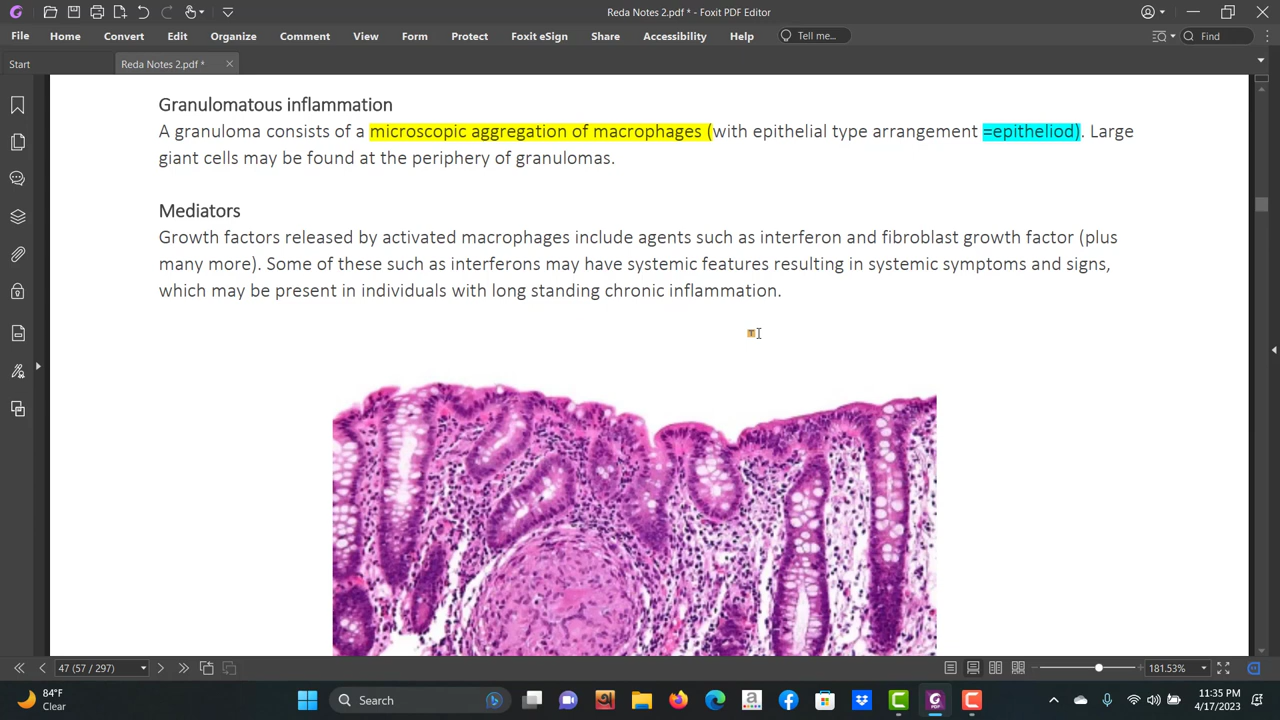 Reda Notes 2.pdf * - Foxit PDF Editor
File Home Convert Edit Organize Comment View Form Protect Foxit eSign Share Accessibility Help Tell me... Find
Start Reda Notes 2.pdf *
Granulomatous inflammation
A granuloma consists of a microscopic aggregation of macrophages (with epithelial type arrangement =epitheliod). Large
giant cells may be found at the periphery of granulomas.
Mediators
Growth factors released by activated macrophages include agents such as interferon and fibroblast growth factor (plus
many more). Some of these such as interferons may have systemic features resulting in systemic symptoms and signs,
which may be present in individuals with long standing chronic inflammation.
47 (57 / 297) 181.53%
84°F
Clear
Search
11:35 PM
4/17/2023